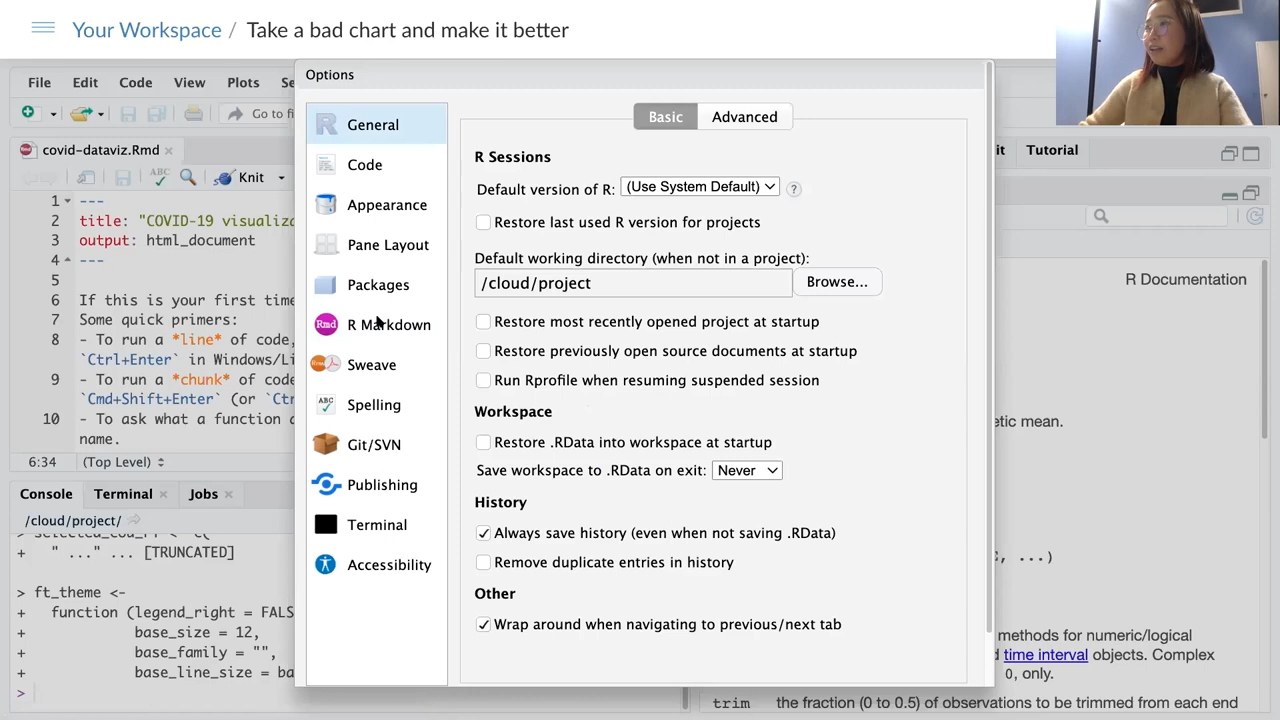 Your Workspace / Take a bad chart and make it better
File Edit Code View Plots Se
Go to fi
covid-dataviz.Rmd
ABC
Knit
1 ---
2 title: "COVID-19 visualiza
3 output: html_document
4 ---
5
6 If this is your first time
7 Some quick primers:
8 - To run a *line* of code,
`Ctrl+Enter` in Windows/Li
9 - To run a *chunk* of code
`Cmd+Shift+Enter` (or `Ctr
10 - To ask what a function d
name.
6:34 (Top Level)
Console Terminal Jobs
/cloud/project/
+ " ..." ... [TRUNCATED]
> ft_theme <-
+ function (legend_right = FALS
+ base_size = 12,
+ base_family = "",
+ base_line_size = ba
>
Options
General
Code
Appearance
Pane Layout
Packages
Rmd R Markdown
Sweave
ABC Spelling
Git/SVN
Publishing
Terminal
Accessibility
Basic Advanced
R Sessions
Default version of R: (Use System Default) ?
Restore last used R version for projects
Default working directory (when not in a project):
/cloud/project Browse...
Restore most recently opened project at startup
Restore previously open source documents at startup
Run Rprofile when resuming suspended session
Workspace
Restore .RData into workspace at startup
Save workspace to .RData on exit: Never
History
Always save history (even when not saving .RData)
Remove duplicate entries in history
Other
Wrap around when navigating to previous/next tab
it Tutorial
R Documentation
etic mean.
, ...)
methods for numeric/logical
time interval objects. Complex
0, only.
trim the fraction (0 to 0.5) of observations to be trimmed from each end